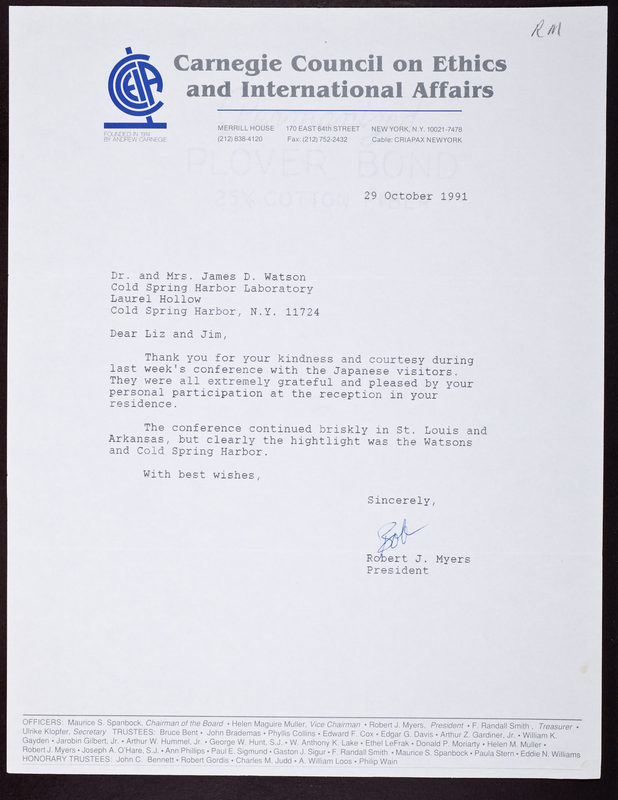 RM
CCEIA
Carnegie Council on Ethics
and International Affairs
FOUNDED IN 1914
BY ANDREW CARNEGIE
MERRILL HOUSE 170 EAST 64th STREET NEW YORK, N.Y. 10021-7478
(212) 838-4120 Fax: (212) 752-2432 Cable: CRIAPAX NEWYORK
PLOVER BOND
25% COTTON
29 October 1991
Dr. and Mrs. James D. Watson
Cold Spring Harbor Laboratory
Laurel Hollow
Cold Spring Harbor, N.Y. 11724
Dear Liz and Jim,
Thank you for your kindness and courtesy during
last week's conference with the Japanese visitors.
They were all extremely grateful and pleased by your
personal participation at the reception in your
residence.
The conference continued briskly in St. Louis and
Arkansas, but clearly the hightlight was the Watsons
and Cold Spring Harbor.
With best wishes,
Sincerely,
Bob
Robert J. Myers
President
OFFICERS: Maurice S. Spanbock, Chairman of the Board • Helen Maguire Muller, Vice Chairman • Robert J. Myers, President • F. Randall Smith, Treasurer •
Ulrike Klopfer, Secretary TRUSTEES: Bruce Bent • John Brademas • Phyllis Collins • Edward F. Cox • Edgar G. Davis • Arthur Z. Gardiner, Jr. • William K.
Gayden • Jarobin Gilbert, Jr. • Arthur W. Hummel, Jr. • George W. Hunt, S.J. • W. Anthony K. Lake • Ethel LeFrak • Donald P. Moriarty • Helen M. Muller •
Robert J. Myers • Joseph A. O'Hare, S.J. • Ann Phillips • Paul E. Sigmund • Gaston J. Sigur • F. Randall Smith • Maurice S. Spanbock • Paula Stern • Eddie N. Williams
HONORARY TRUSTEES: John C. Bennett • Robert Gordis • Charles M. Judd • A. William Loos • Philip Wain